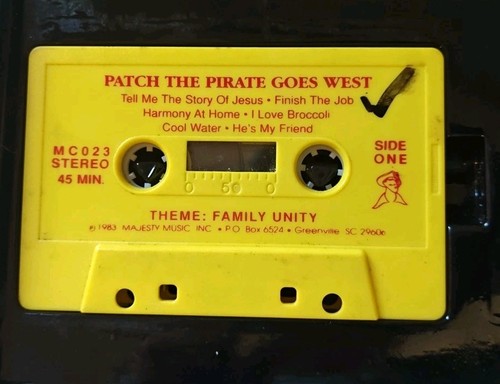 PATCH THE PIRATE GOES WEST
Tell Me The Story Of Jesus • Finish The Job
Harmony At Home • I Love Broccoli
Cool Water • He's My Friend
MC023
STEREO
45 MIN.
SIDE
ONE
0 50 0
THEME: FAMILY UNITY
℗ 1983 MAJESTY MUSIC INC • P.O. Box 6524 • Greenville SC 29606